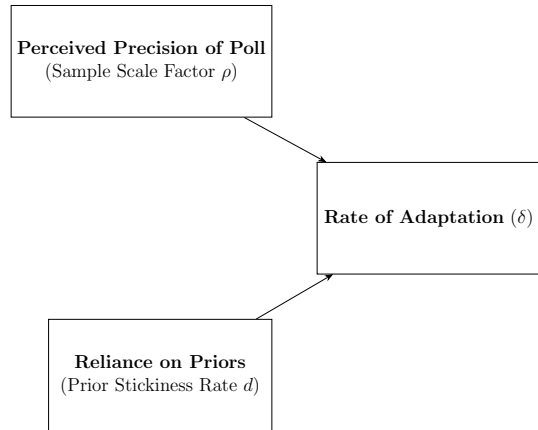 Perceived Precision of Poll
(Sample Scale Factor ρ)
Rate of Adaptation (δ)
Reliance on Priors
(Prior Stickiness Rate d)